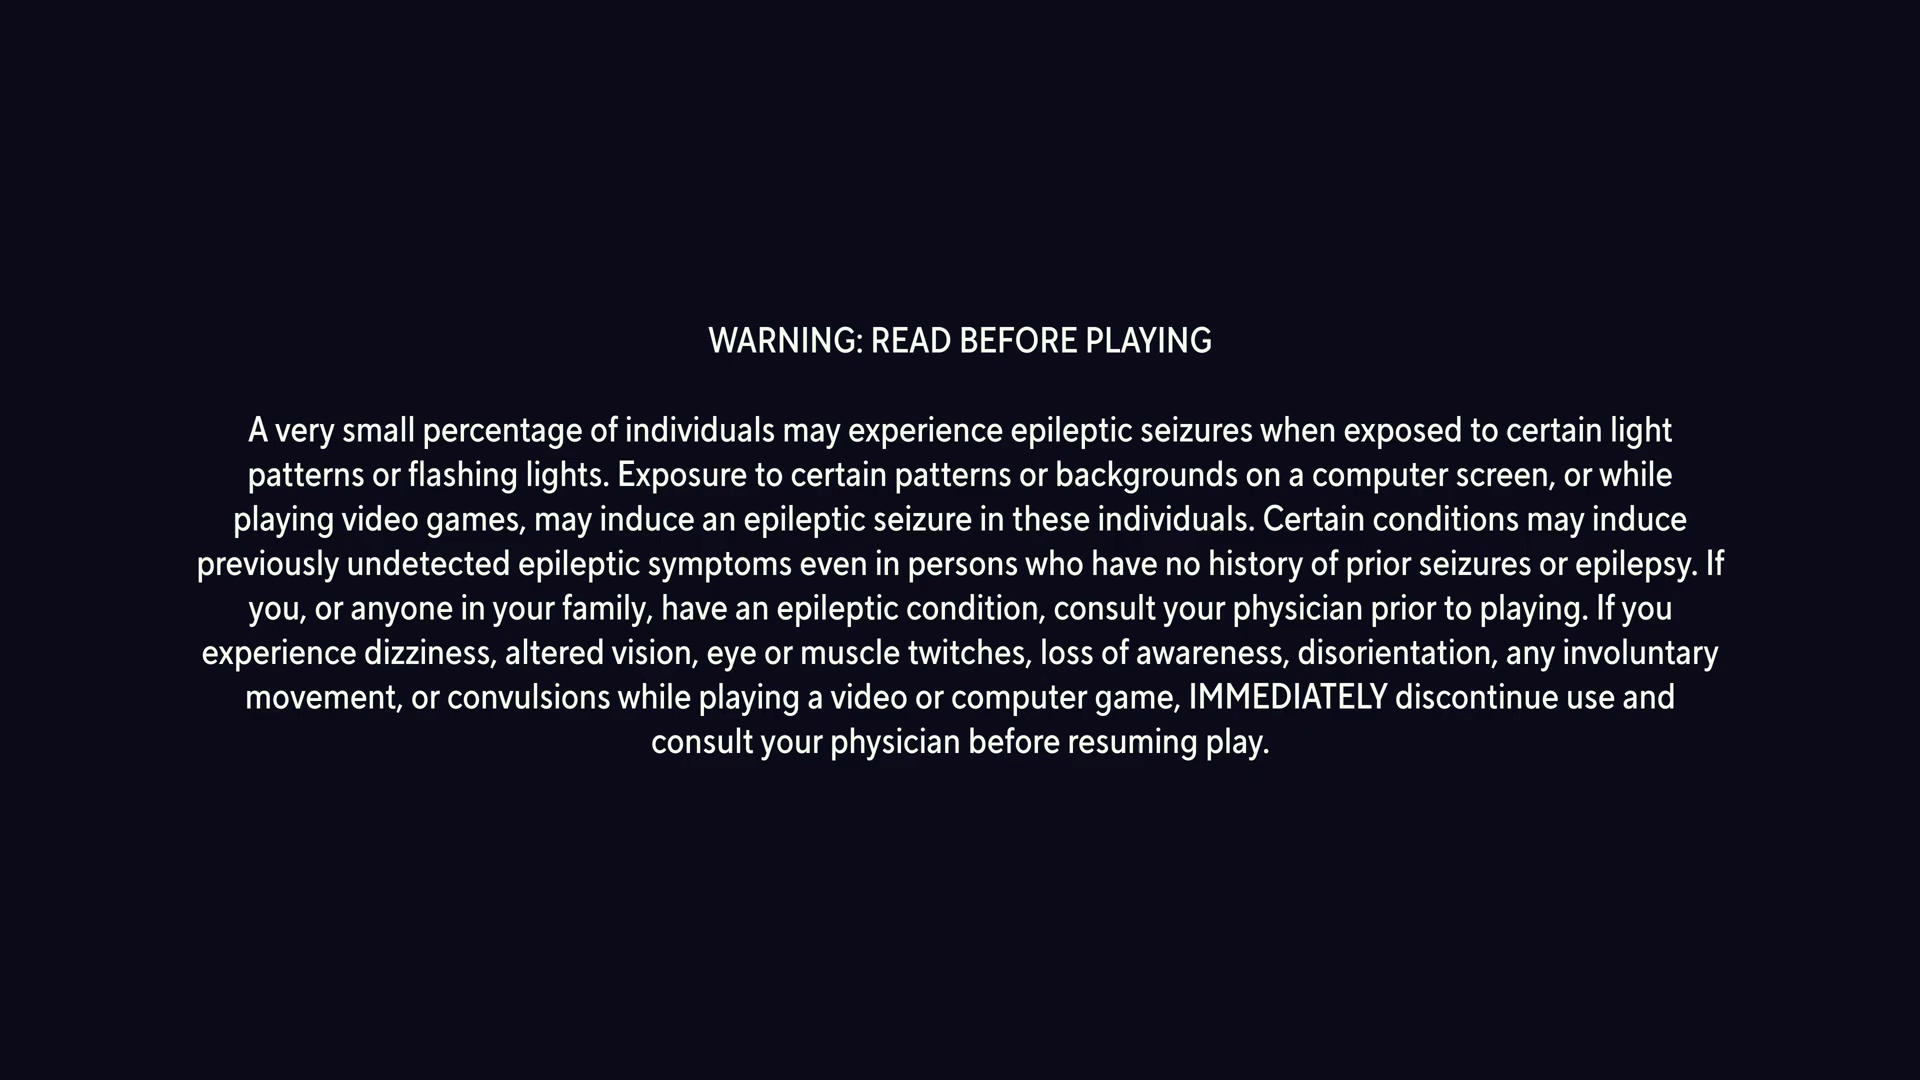 WARNING: READ BEFORE PLAYING
A very small percentage of individuals may experience epileptic seizures when exposed to certain light
patterns or flashing lights. Exposure to certain patterns or backgrounds on a computer screen, or while
playing video games, may induce an epileptic seizure in these individuals. Certain conditions may induce
previously undetected epileptic symptoms even in persons who have no history of prior seizures or epilepsy. If
you, or anyone in your family, have an epileptic condition, consult your physician prior to playing. If you
experience dizziness, altered vision, eye or muscle twitches, loss of awareness, disorientation, any involuntary
movement, or convulsions while playing a video or computer game, IMMEDIATELY discontinue use and
consult your physician before resuming play.